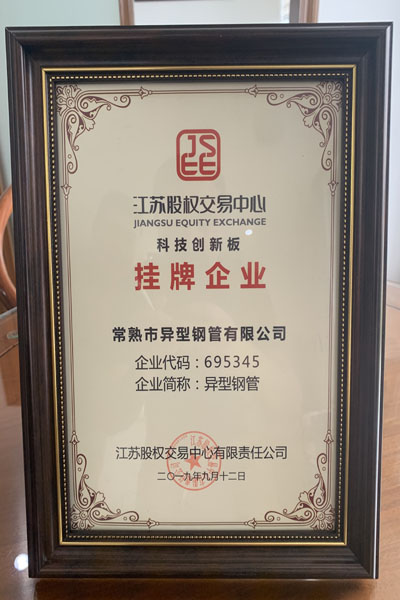 JS
EE
江苏股权交易中心
JIANGSU EQUITY EXCHANGE
科技创新板
挂牌企业
常熟市异型钢管有限公司
企业代码：695345
企业简称：异型钢管
江苏股权交易中心有限责任公司
二〇一九年九月十二日